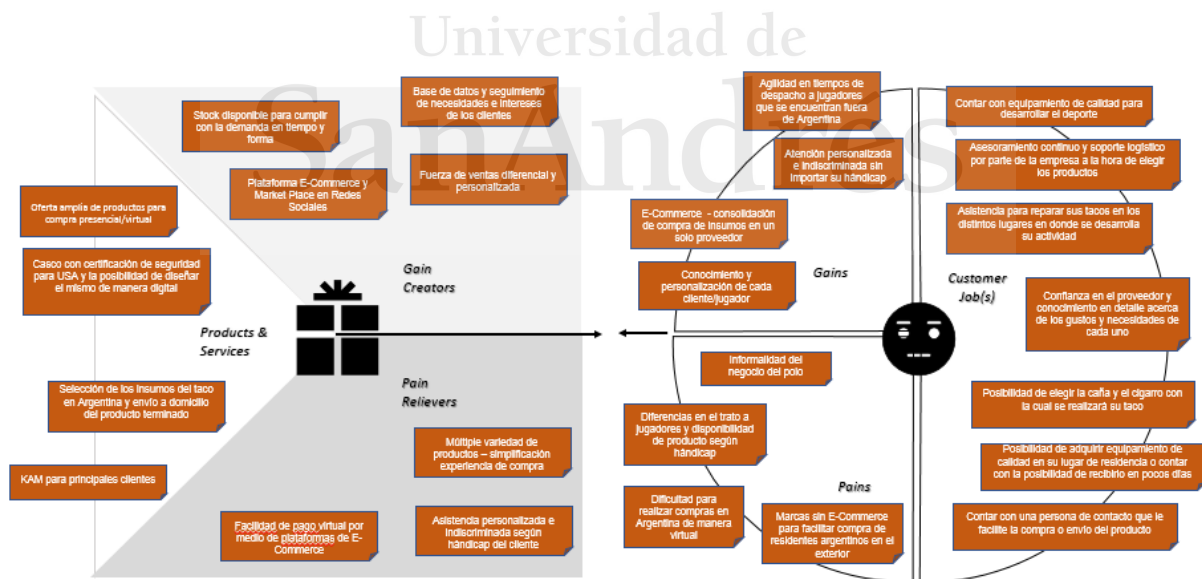 Universidad de
SanAndrés
Stock disponible para cumplir
con la demanda en tiempo y
forma
Base de datos y seguimiento
de necesidades e intereses
de los clientes
Plataforma E-Commerce y
Market Place en Redes
Sociales
Fuerza de ventas diferencial y
personalizada
Oferta amplia de productos para
compra presencial/virtual
Casco con certificación de seguridad
para USA y la posibilidad de diseñar
el mismo de manera digital
Gain
Creators
Products &
Services
Pain
Relievers
Selección de los insumos del taco
en Argentina y envío a domicilio
del producto terminado
KAM para principales clientes
Múltiple variedad de
productos – simplificación
experiencia de compra
Facilidad de pago virtual por
medio de plataformas de E-
Commerce
Asistencia personalizada e
indiscriminada según
hándicap del cliente
Agilidad en tiempos de
despacho a jugadores
que se encuentran fuera
de Argentina
Atención personalizada
e indiscriminada sin
importar su hándicap
E-Commerce - consolidación
de compra de insumos en un
solo proveedor
Conocimiento y
personalización de cada
cliente/jugador
Gains
Customer
Job(s)
Contar con equipamiento de calidad para
desarrollar el deporte
Asesoramiento continuo y soporte logístico
por parte de la empresa a la hora de elegir
los productos
Asistencia para reparar sus tacos en los
distintos lugares en donde se desarrolla
su actividad
Confianza en el proveedor y
conocimiento en detalle acerca
de los gustos y necesidades de
cada uno
Posibilidad de elegir la caña y el cigarro con
la cual se realizará su taco
Posibilidad de adquirir equipamiento de
calidad en su lugar de residencia o contar
con la posibilidad de recibirlo en pocos días
Contar con una persona de contacto que le
facilite la compra o envío del producto
Informalidad del
negocio del polo
Diferencias en el trato a
jugadores y disponibilidad
de producto según
hándicap
Pains
Dificultad para
realizar compras en
Argentina de manera
virtual
Marcas sin E-Commerce
para facilitar compra de
residentes argentinos en el
exterior